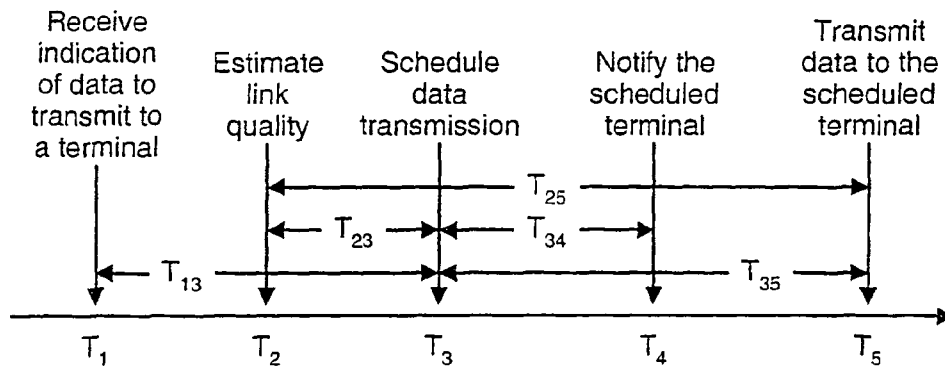 Receive
indication
of data to
transmit to
a terminal
Estimate
link
quality
Schedule
data
transmission
Notify the
scheduled
terminal
Transmit
data to the
scheduled
terminal
T25
T23
T34
T13
T35
T1
T2
T3
T4
T5